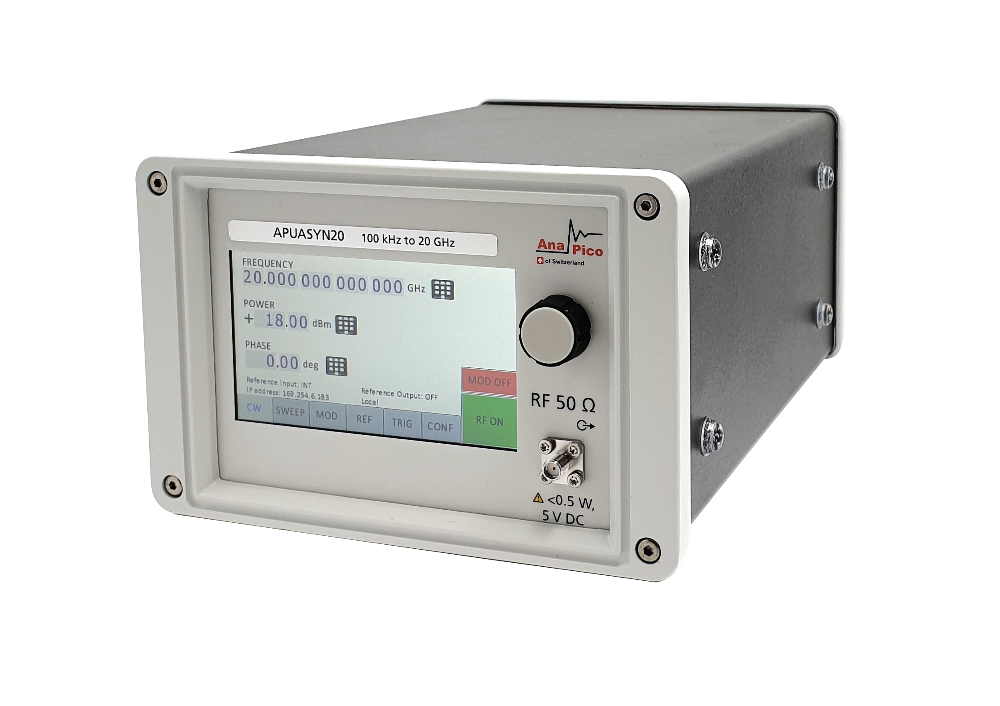 APUASYN20 100 kHz to 20 GHz
Ana Pico
of Switzerland
FREQUENCY
20.000 000 000 000 GHz
POWER
+ 18.00 dBm
PHASE
0.00 deg
Reference Input: INT
IP address: 169.254.6.183
Reference Output: OFF
Local
MOD OFF
CW SWEEP MOD REF TRIG CONF
RF ON
RF 50 Ω
<0.5 W,
5 V DC